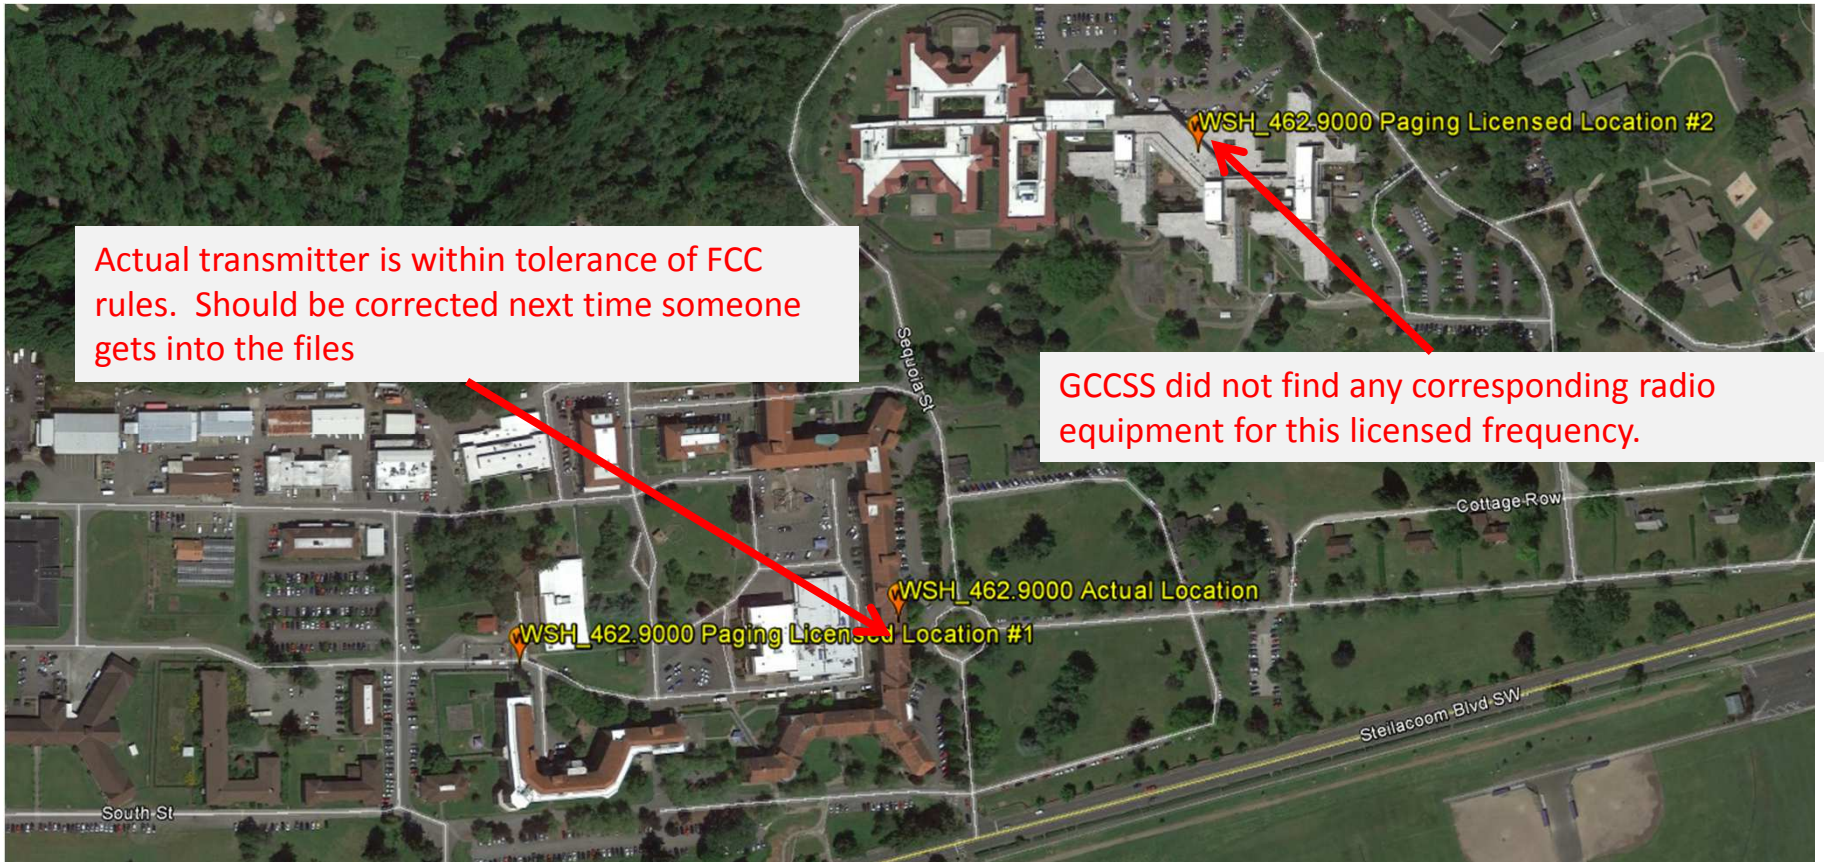 WSH_462.9000 Paging Licensed Location #2
Actual transmitter is within tolerance of FCC
rules.  Should be corrected next time someone
gets into the files
Sequoia St
GCCSS did not find any corresponding radio
equipment for this licensed frequency.
Cottage Row
WSH_462.9000 Actual Location
WSH_462.9000 Paging Licensed Location #1
Steilacoom Blvd SW
South St